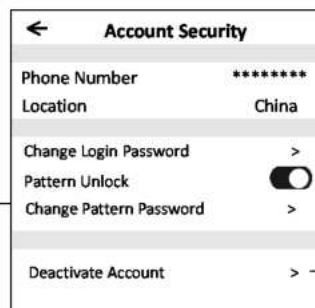 ← Account Security
Phone Number ********
Location China
Change Login Password >
Pattern Unlock
Change Pattern Password >
Deactivate Account >